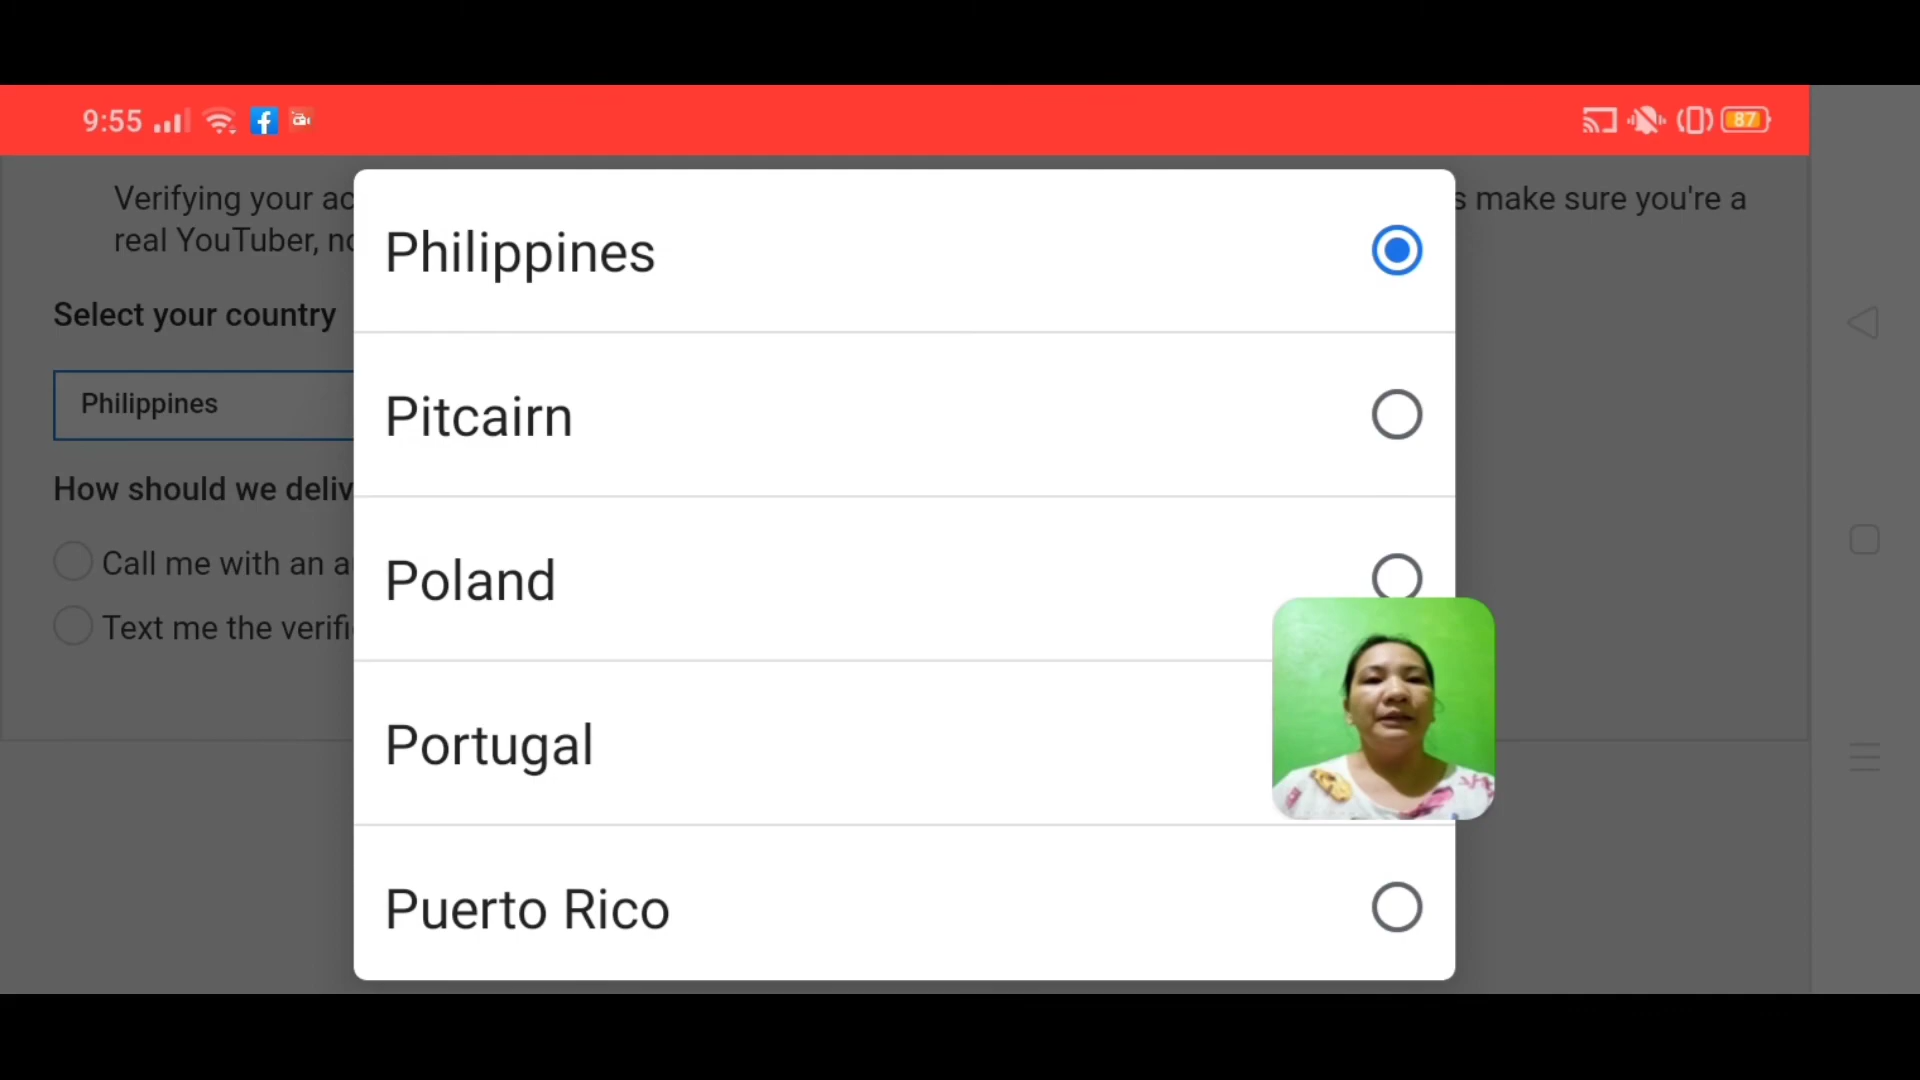 9:55
87
Verifying your ac
s make sure you're a
real YouTuber, no
Select your country
Philippines
How should we deliv
Call me with an a
Text me the verifi
Philippines
Pitcairn
Poland
Portugal
Puerto Rico